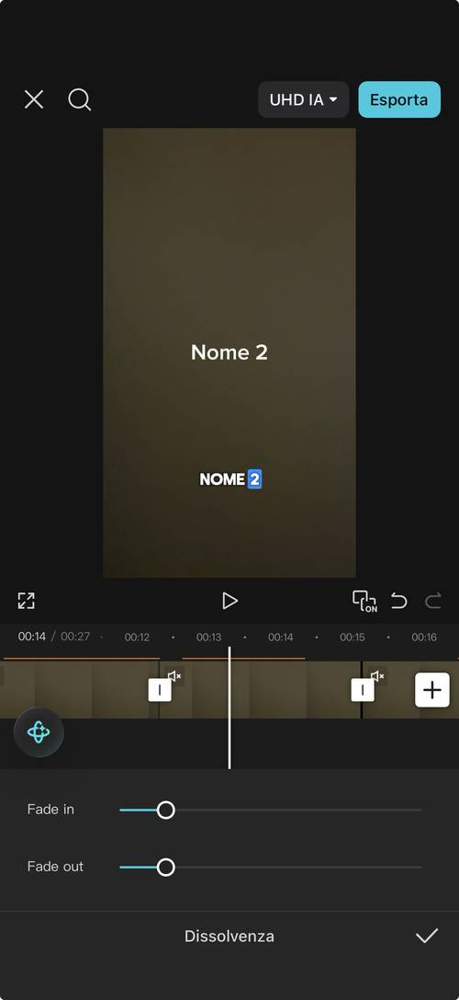 UHD IA Esporta
Nome 2
NOME 2
ON
00:14 / 00:27 00:12 00:13 00:14 00:15 00:16
Fade in
Fade out
Dissolvenza